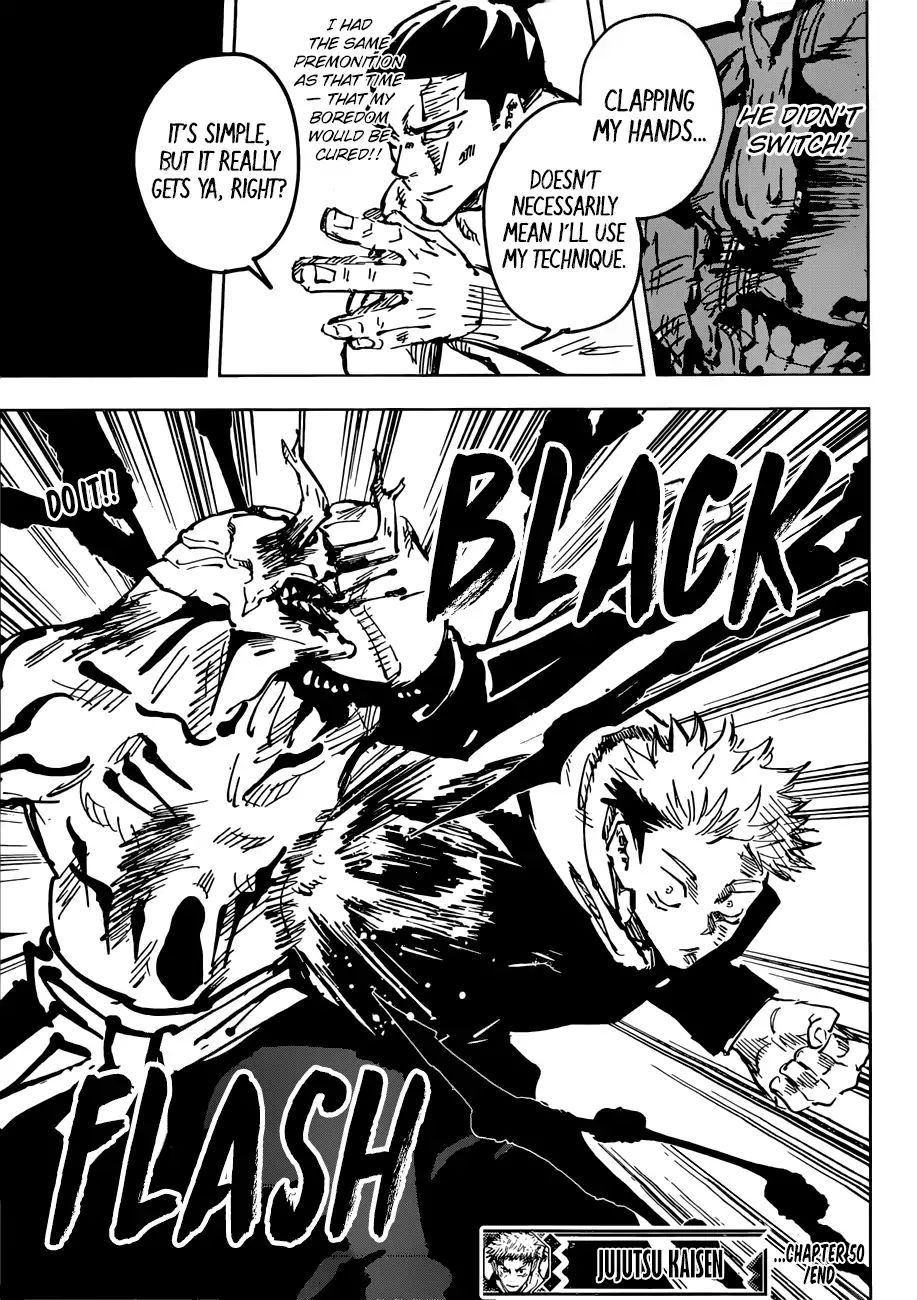 HE DIDN'T
SWITCH!
CLAPPING
MY HANDS...
DOESN'T
NECESSARILY
MEAN I'LL USE
MY TECHNIQUE.
I HAD
THE SAME
PREMONITION
AS THAT TIME
— THAT MY
BOREDOM
WOULD BE
CURED!!
IT'S SIMPLE,
BUT IT REALLY
GETS YA, RIGHT?
BLACK
DO IT!!
FLASH
JUJUTSU KAISEN
...CHAPTER 50
/END